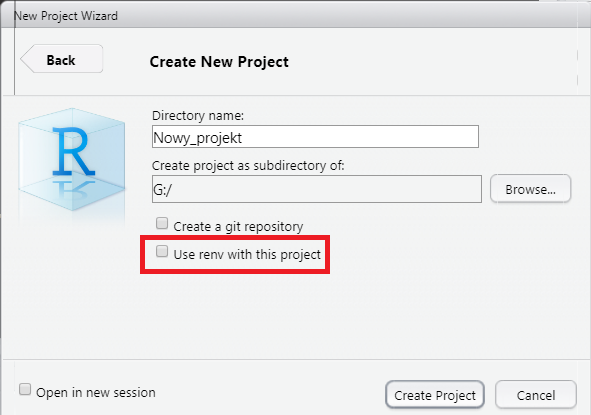 New Project Wizard
Back
Create New Project
R
Directory name:
Nowy_projekt
Create project as subdirectory of:
G:/
Browse...
Create a git repository
Use renv with this project
Open in new session
Create Project
Cancel